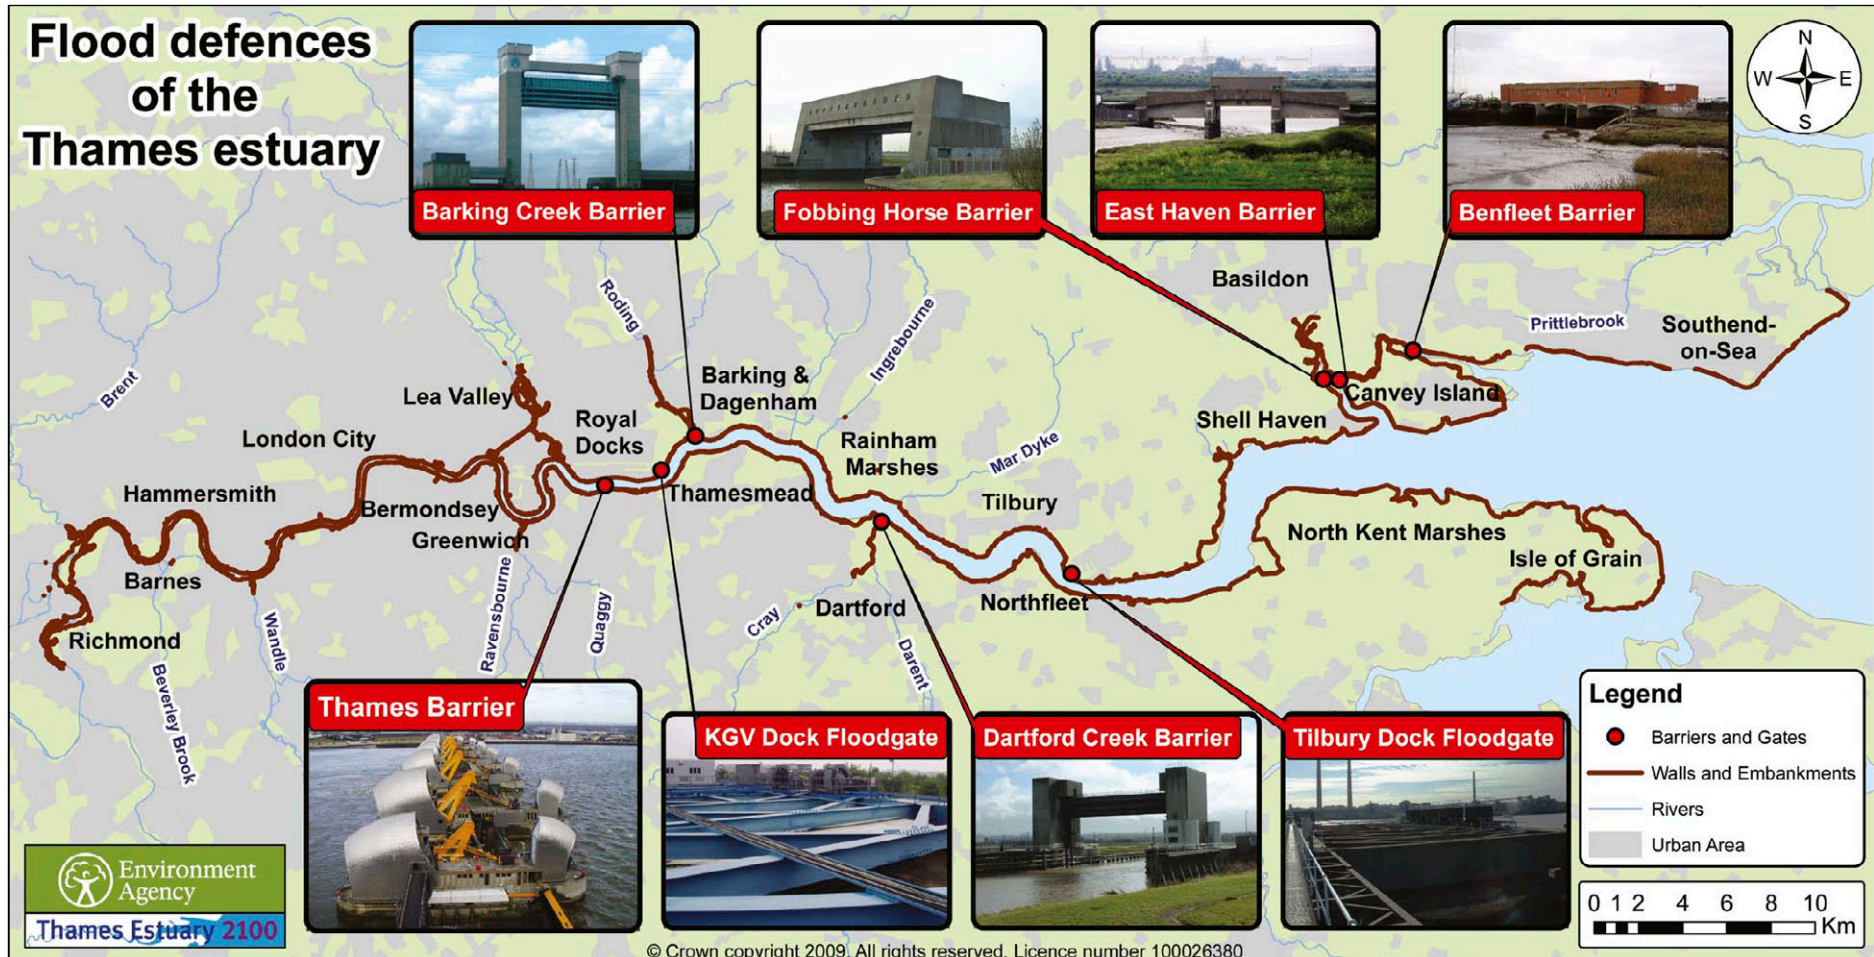 Flood defences
of the
Thames estuary
Barking Creek Barrier
Fobbing Horse Barrier
East Haven Barrier
Benfleet Barrier
N
W E
S
Basildon
Roding
Ingrebourne
Prittlebrook
Southend-
on-Sea
Brent
Lea Valley
Barking &
Dagenham
Canvey Island
Royal
Docks
Shell Haven
London City
Rainham
Marshes
Mar Dyke
Hammersmith
Thamesmead
Tilbury
Bermondsey
Greenwich
North Kent Marshes
Isle of Grain
Barnes
Ravensbourne
Quaggy
Cray
Dartford
Northfleet
Richmond
Wandle
Beverley Brook
Darent
Thames Barrier
KGV Dock Floodgate
Dartford Creek Barrier
Tilbury Dock Floodgate
Legend
Barriers and Gates
Walls and Embankments
Rivers
Urban Area
0 1 2 4 6 8 10
Km
Environment
Agency
Thames Estuary 2100
© Crown copyright 2009. All rights reserved. Licence number 100026380